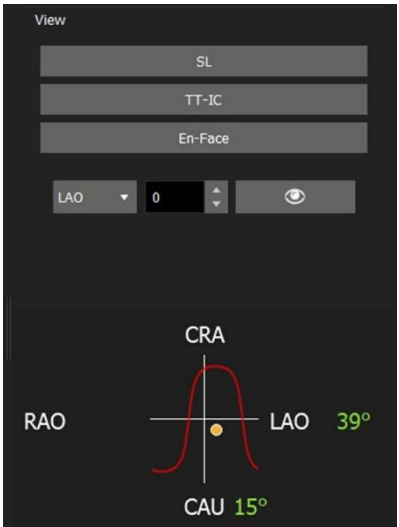 View
SL
TT-IC
En-Face
LAO 0
CRA
RAO LAO 39°
CAU 15°